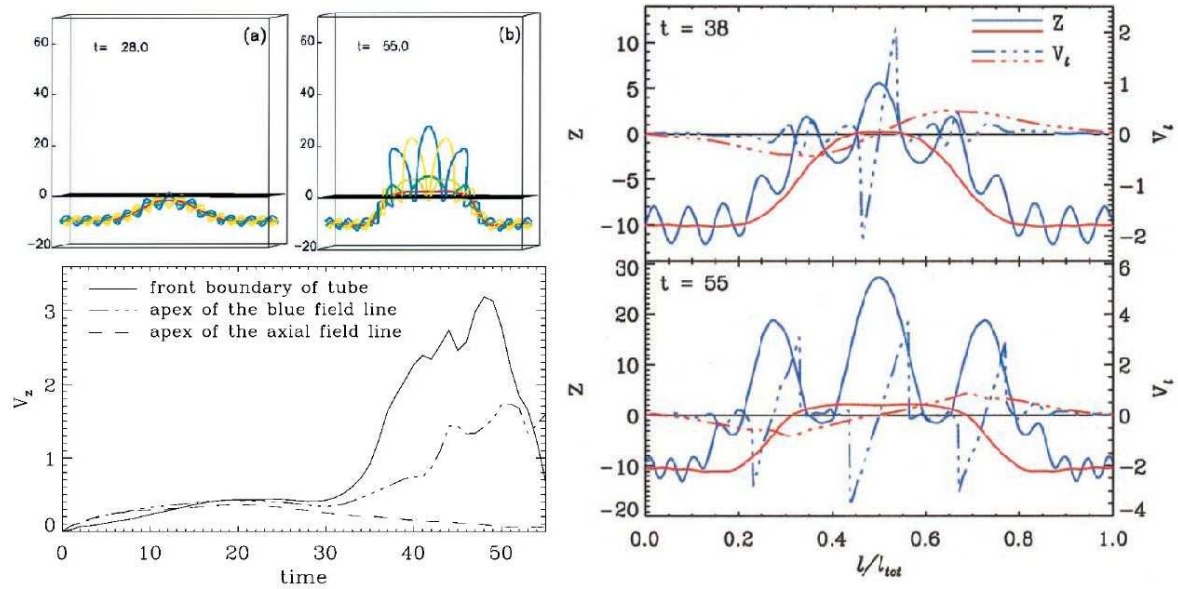 (a)
t= 28.0
60
40
20
0
-20
(b)
t= 55.0
60
40
20
0
-20
front boundary of tube
apex of the blue field line
apex of the axial field line
V_z
3
2
1
0
0 10 20 30 40 50
time
t = 38
Z
V_t
10
5
0
-5
-10
Z
2
1
0
-1
-2
V_t
t = 55
30
20
10
0
-10
-20
Z
6
4
2
0
-2
-4
V_t
0.0 0.2 0.4 0.6 0.8 1.0
l/l_tot